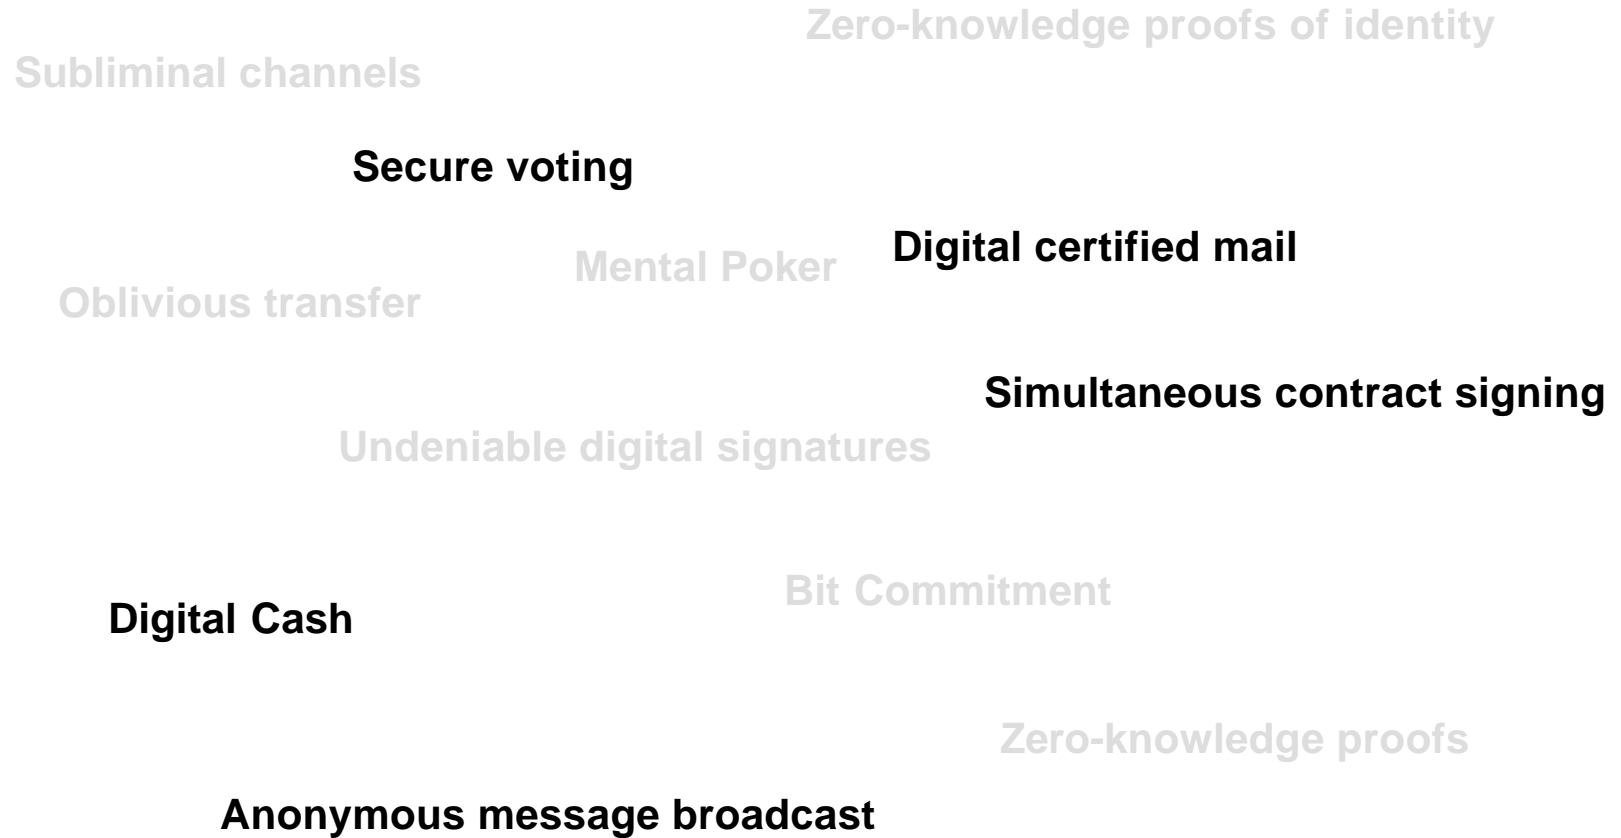 Zero-knowledge proofs of identity
Subliminal channels
Secure voting
Digital certified mail
Mental Poker
Oblivious transfer
Simultaneous contract signing
Undeniable digital signatures
Bit Commitment
Digital Cash
Zero-knowledge proofs
Anonymous message broadcast